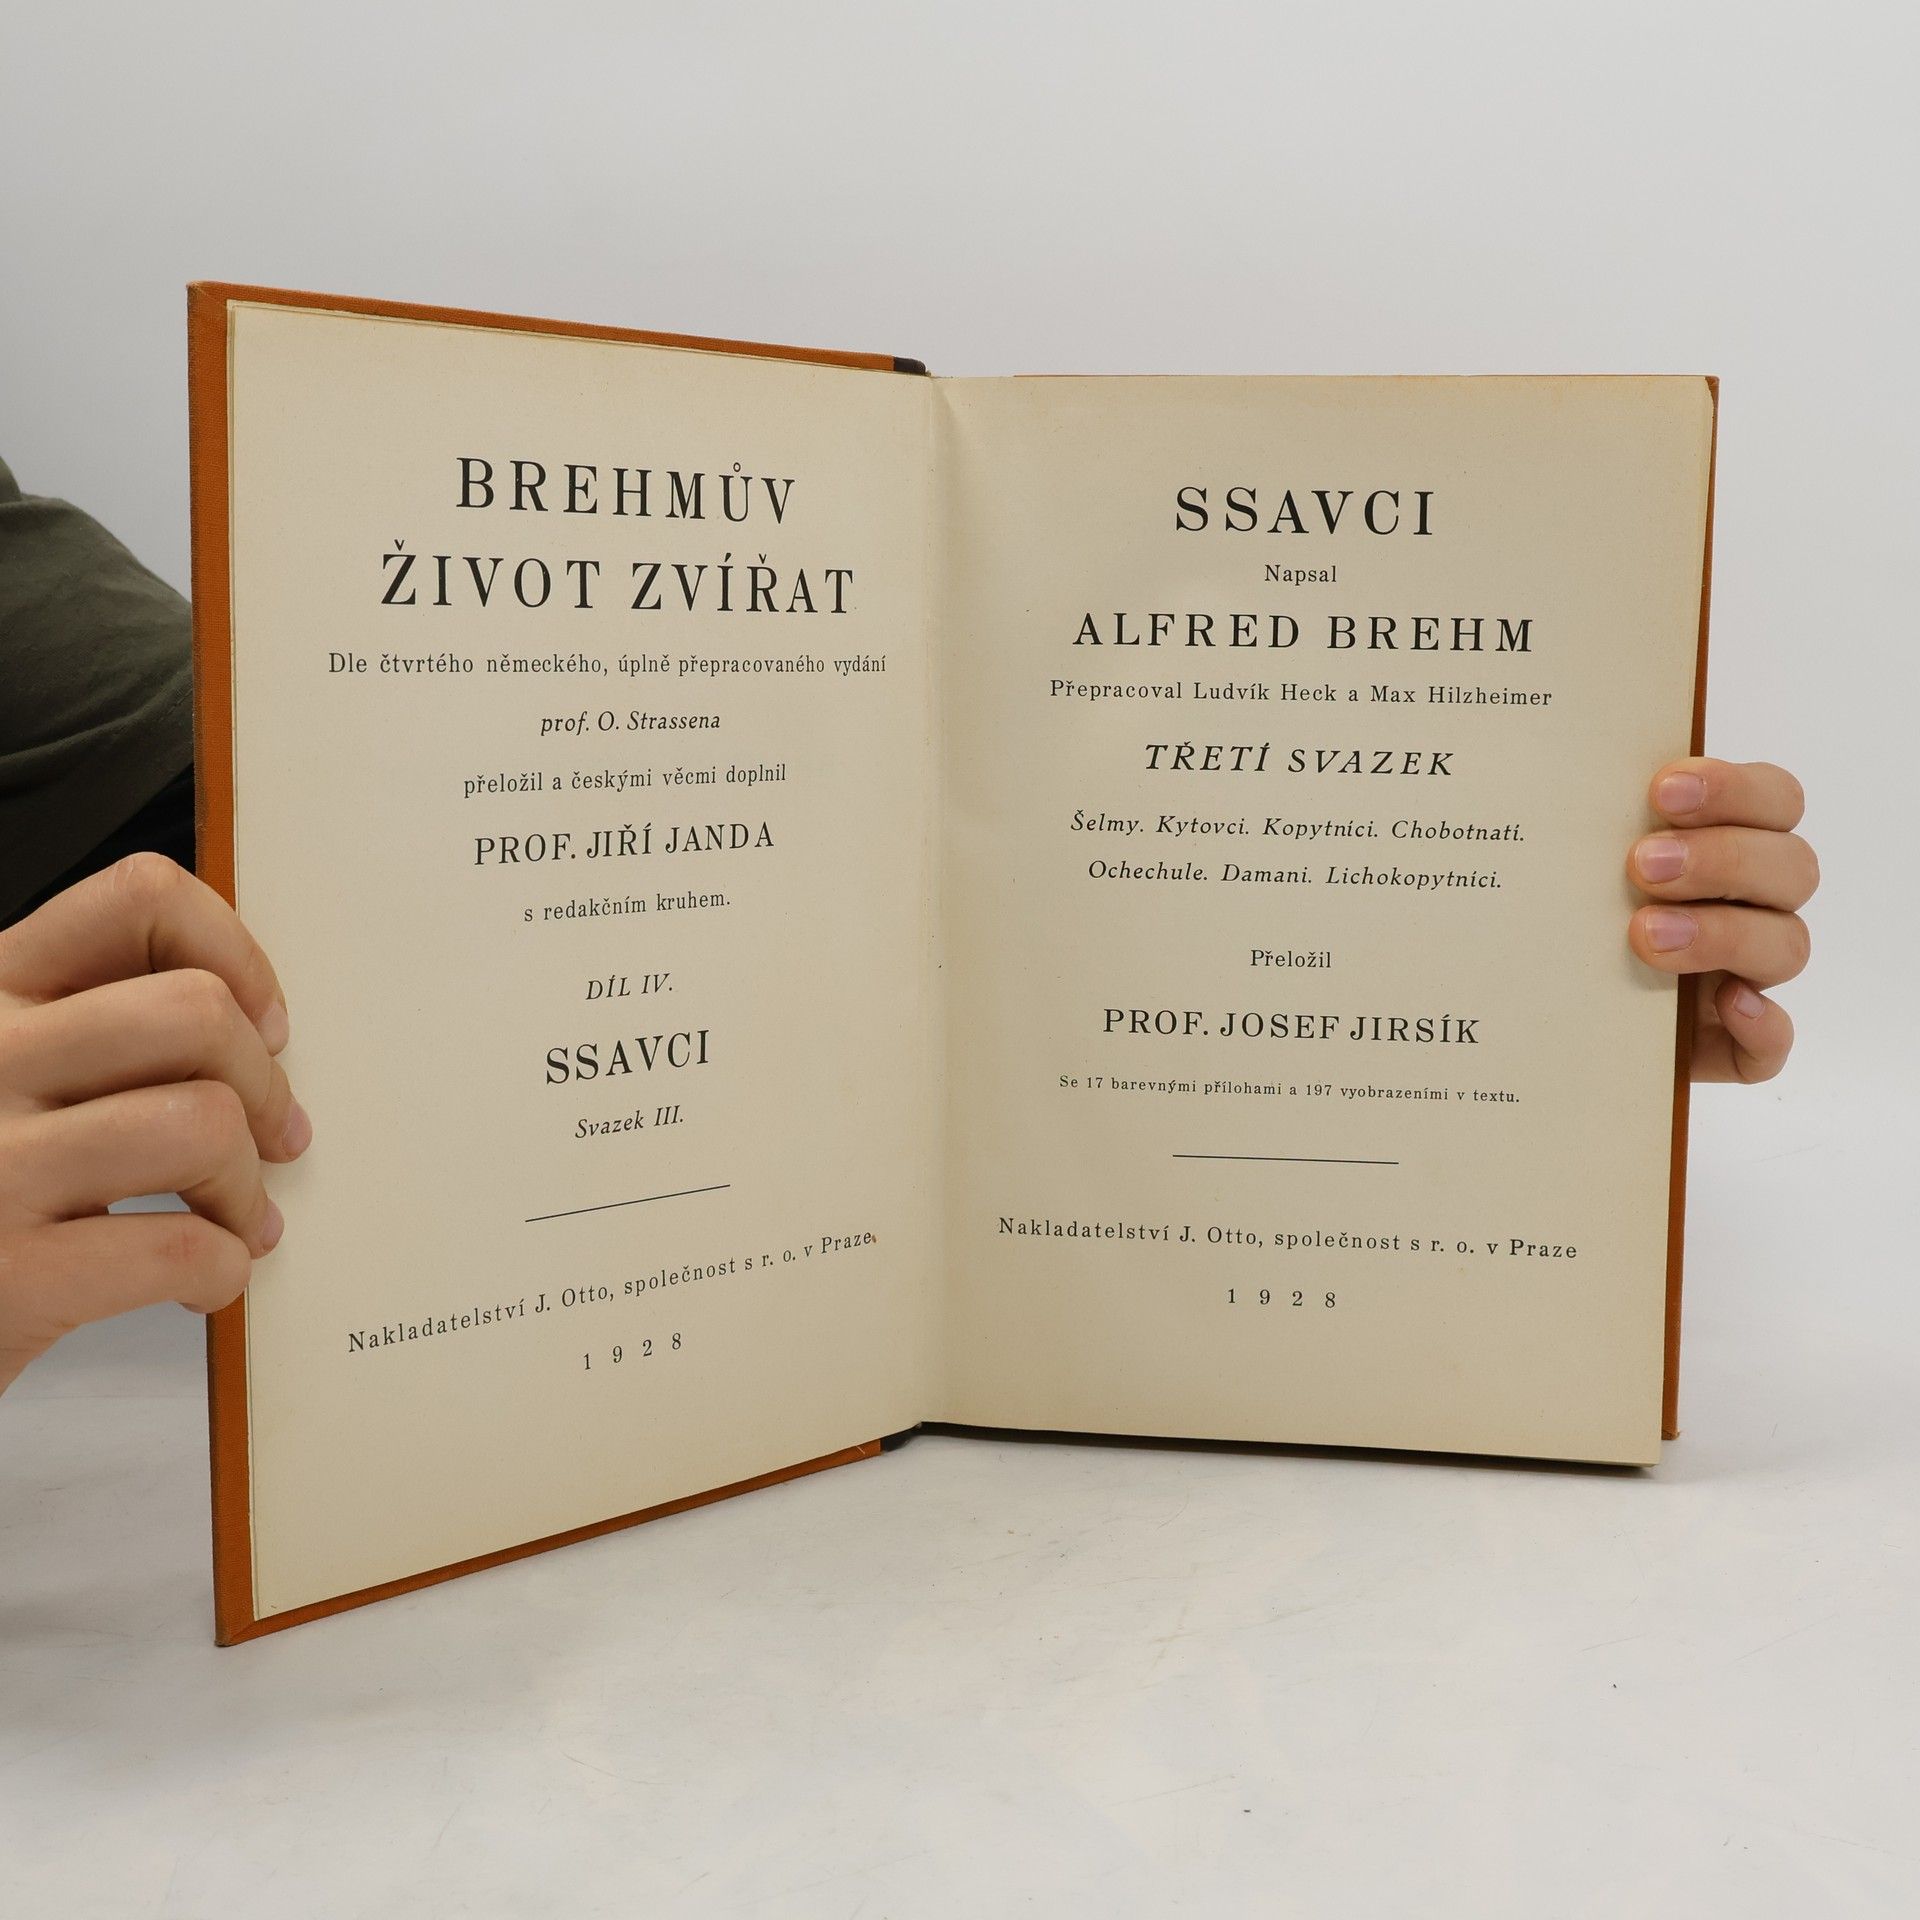 BREHMŮV
ŽIVOT ZVÍŘAT
Dle čtvrtého německého, úplně přepracovaného vydání
prof. O. Strassena
přeložil a českými věcmi doplnil
PROF. JIŘÍ JANDA
s redakčním kruhem.
DÍL IV.
SSAVCI
Svazek III.
Nakladatelství J. Otto, společnost s r. o. v Praze.
1928
SSAVCI
Napsal
ALFRED BREHM
Přepracoval Ludvík Heck a Max Hilzheimer
TŘETÍ SVAZEK
Šelmy. Kytovci. Kopytníci. Chobotnatí.
Ochechule. Damani. Lichokopytníci.
Přeložil
PROF. JOSEF JIRSÍK
Se 17 barevnými přílohami a 197 vyobrazeními v textu.
Nakladatelství J. Otto, společnost s r. o. v Praze
1928